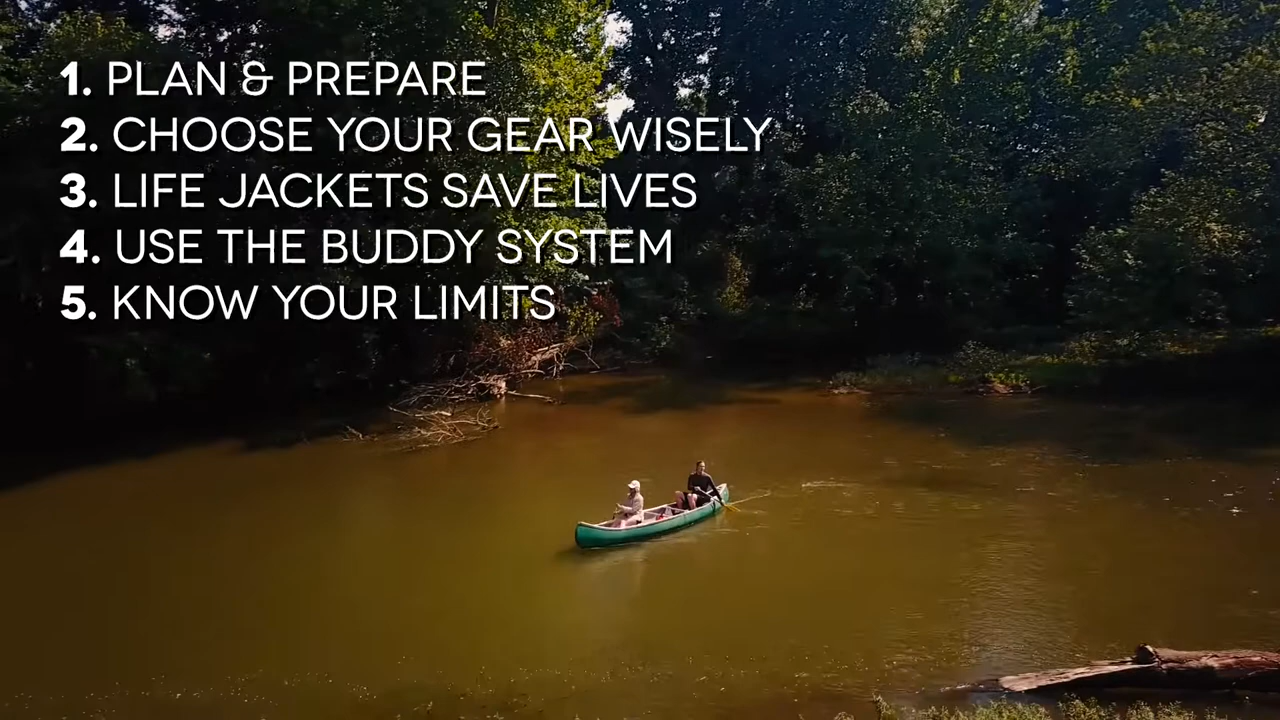 1. PLAN & PREPARE
2. CHOOSE YOUR GEAR WISELY
3. LIFE JACKETS SAVE LIVES
4. USE THE BUDDY SYSTEM
5. KNOW YOUR LIMITS